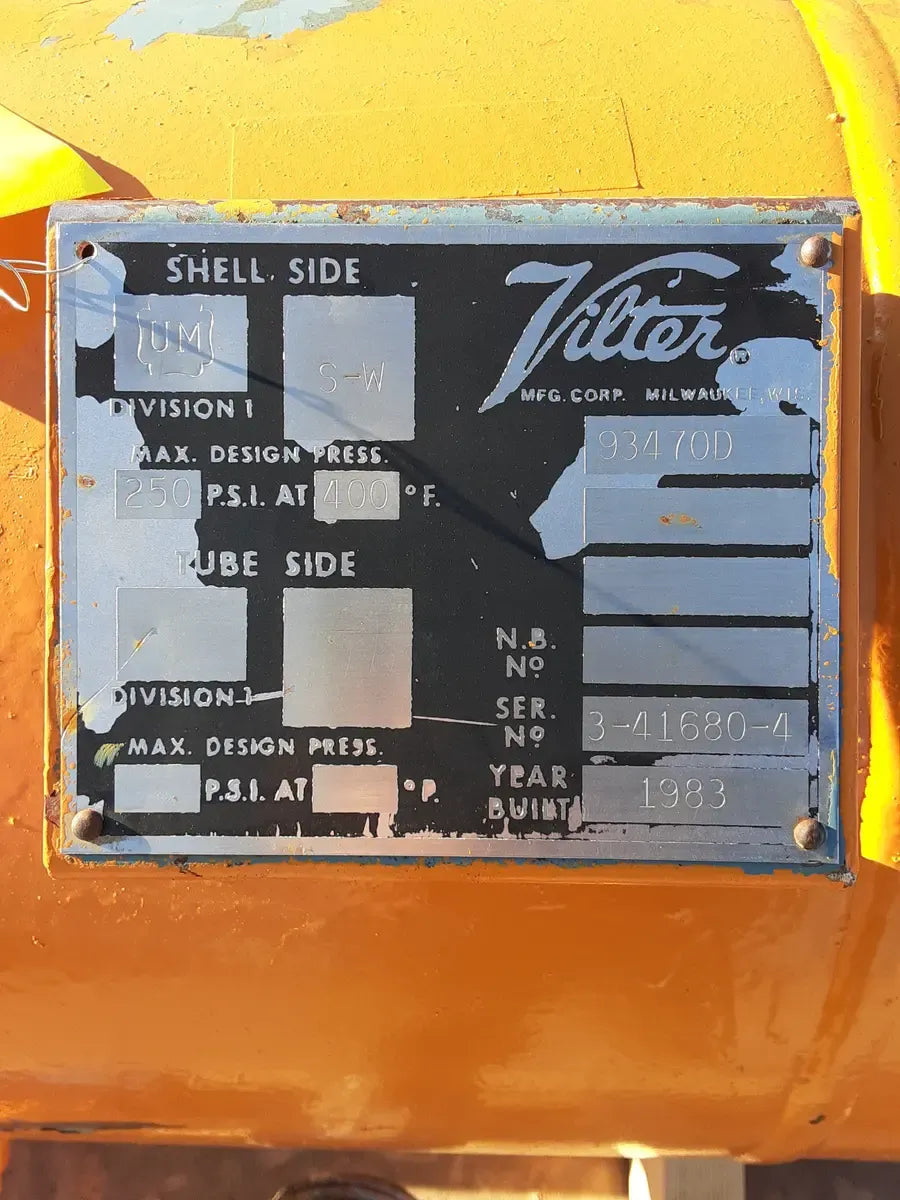 SHELL SIDE
UM
S-W
DIVISION 1
MAX. DESIGN PRESS.
250 P.S.I. AT 400 °F.
TUBE SIDE
DIVISION 1
MAX. DESIGN PRESS.
P.S.I. AT °F.
Vilter®
MFG. CORP. MILWAUKEE, WIS.
93470D
N.B.
Nº
SER.
Nº
3-41680-4
YEAR
BUILT
1983